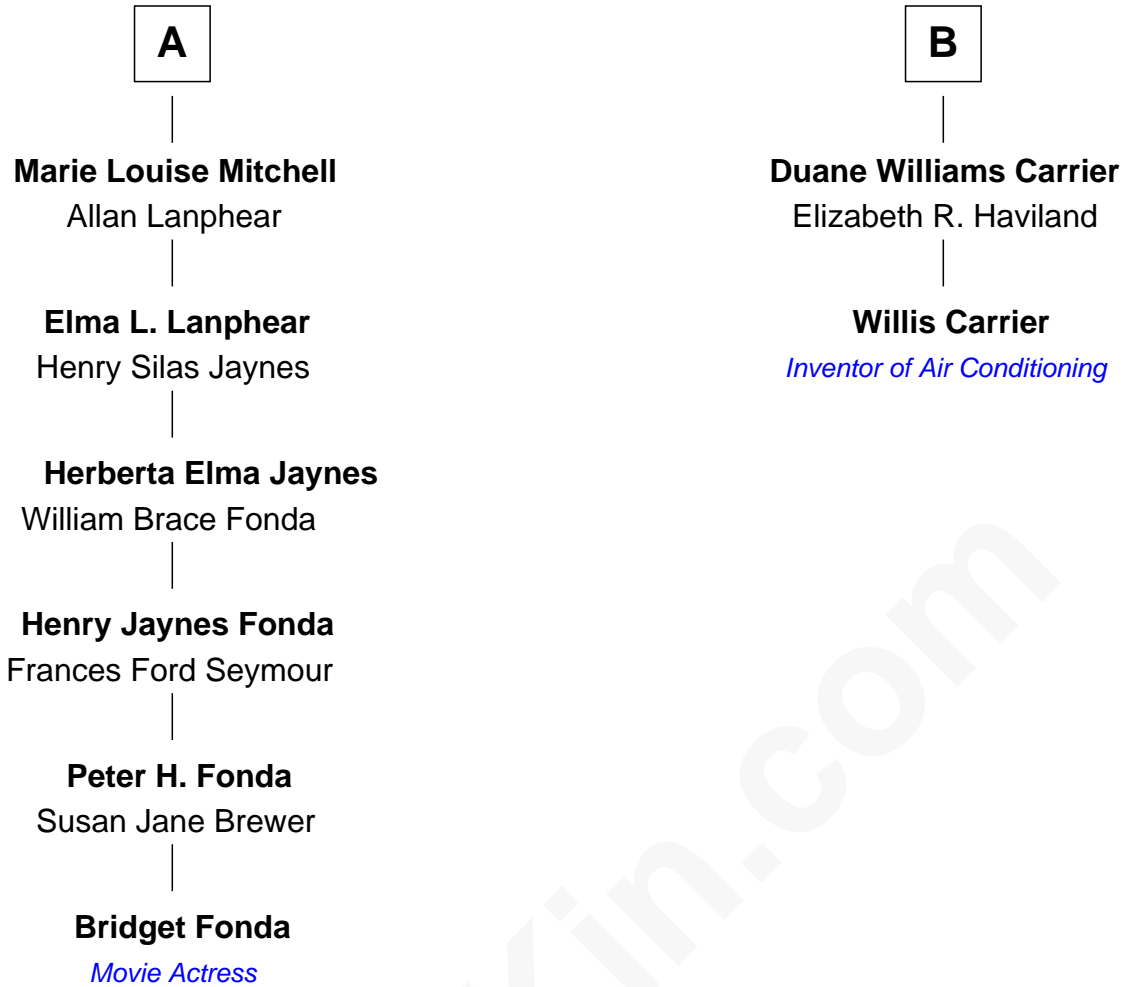 A
Marie Louise Mitchell
Allan Lanphear
Elma L. Lanphear
Henry Silas Jaynes
Herberta Elma Jaynes
William Brace Fonda
Henry Jaynes Fonda
Frances Ford Seymour
Peter H. Fonda
Susan Jane Brewer
Bridget Fonda
Movie Actress
B
Duane Williams Carrier
Elizabeth R. Haviland
Willis Carrier
Inventor of Air Conditioning
Kin.com